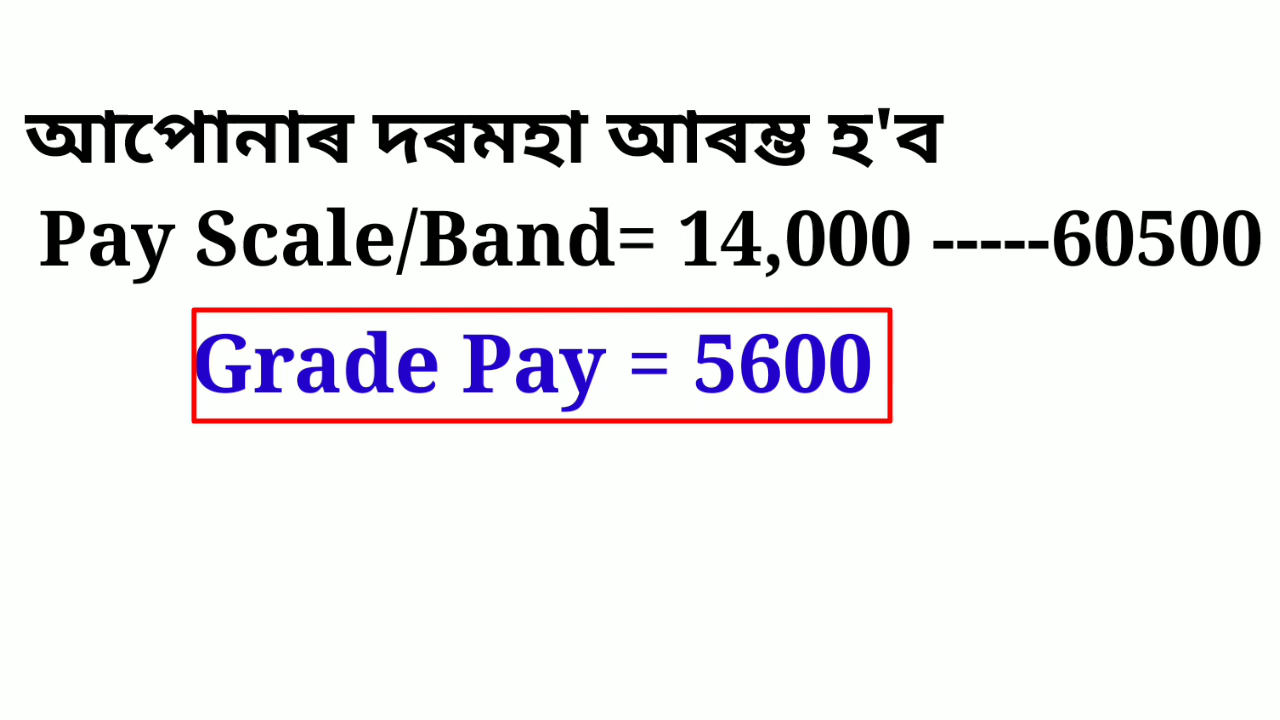 আপোনাৰ দৰমহা আৰম্ভ হ'ব
Pay Scale/Band= 14,000 -----60500
Grade Pay = 5600